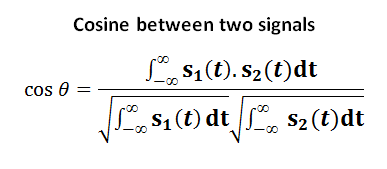 Cosine between two signals
cos θ = ∫_{-∞}^{∞} s₁(t). s₂(t)dt / √(∫_{-∞}^{∞} s₁(t) dt) √(∫_{-∞}^{∞} s₂(t)dt)